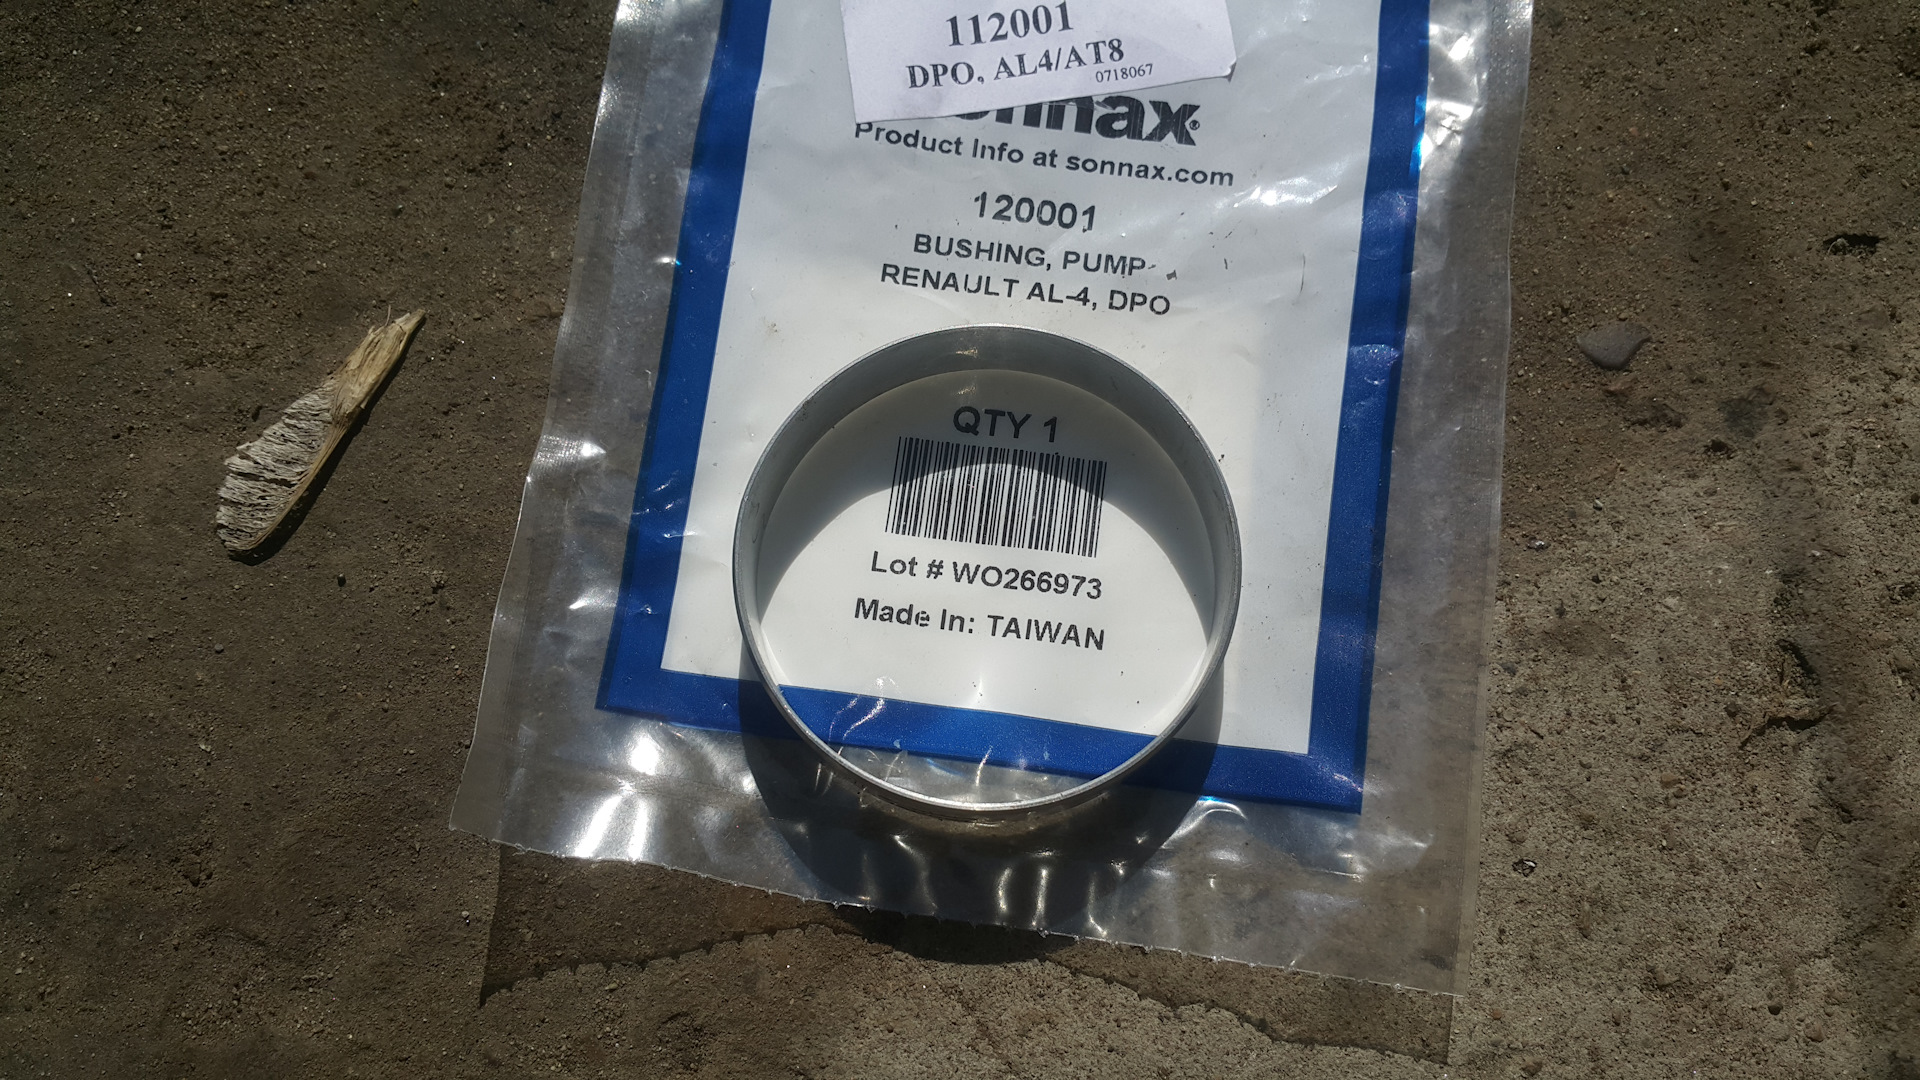 112001
DPO, AL4/AT8
0718067
sonnax®
Product Info at sonnax.com
120001
BUSHING, PUMP
RENAULT AL-4, DPO
QTY 1
Lot # WO266973
Made In: TAIWAN